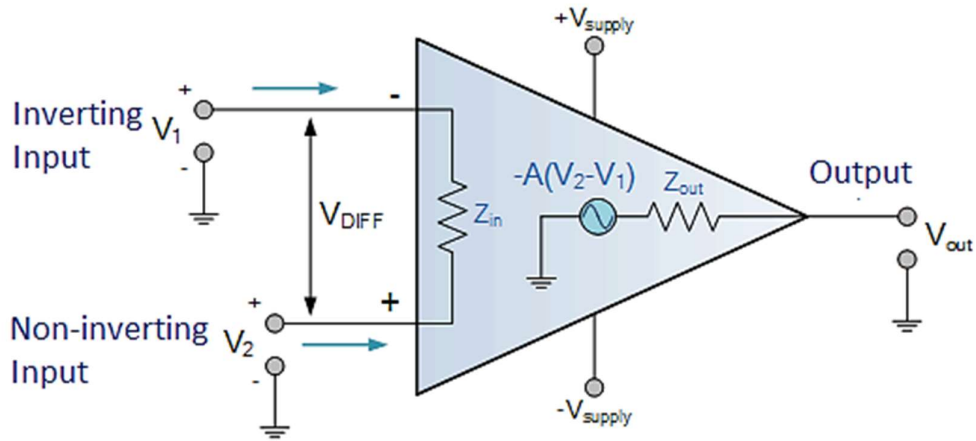 +Vsupply
Inverting
Input
+
V1
-
-
-A(V2-V1)
Zout
Output
VDIFF
Zin
Vout
+
Non-inverting
Input
+
V2
-
-Vsupply